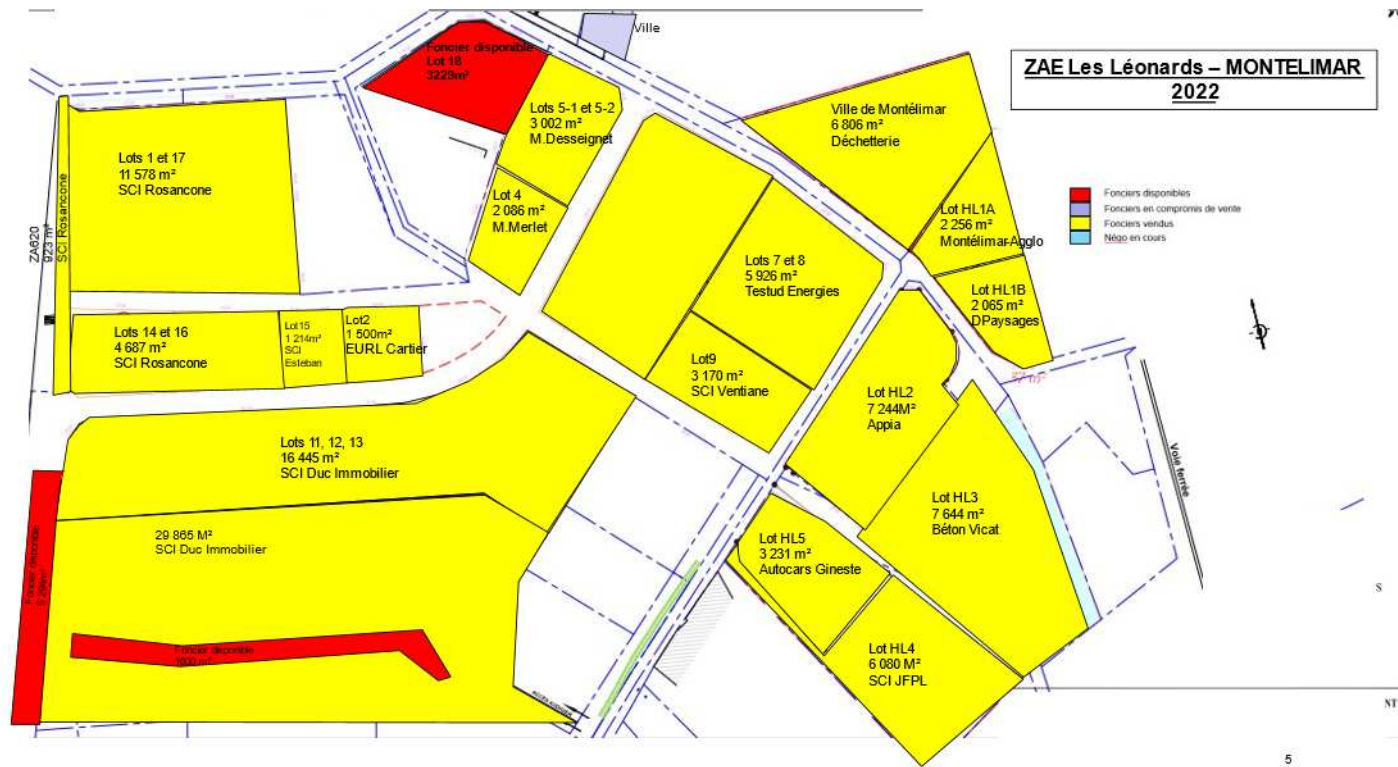 Ville
ZAE Les Léonards – MONTELIMAR
2022
Foncier disponible
Lot 18
3229m²
Lots 5-1 et 5-2
3 002 m²
M.Desseignet
Ville de Montélimar
6 806 m²
Déchetterie
Lots 1 et 17
11 578 m²
SCI Rosancone
ZA620
923 m²
SCI Rosancone
Lot 4
2 086 m²
M.Merlet
Lot HL1A
2 256 m²
Montélimar-Agglo
Fonciers disponibles
Fonciers en compromis de vente
Fonciers vendus
Négo en cours
Lots 7 et 8
5 926 m²
Testud Energies
Lot HL1B
2 065 m²
DPaysages
Lots 14 et 16
4 687 m²
SCI Rosancone
Lot15
1 214m²
SCI
Esteban
Lot2
1 500m²
EURL Cartier
Lot9
3 170 m²
SCI Ventiane
Lot HL2
7 244M²
Appia
Lots 11, 12, 13
16 445 m²
SCI Duc Immobilier
Voie ferrée
Lot HL3
7 644 m²
Béton Vicat
29 865 M²
SCI Duc Immobilier
Lot HL5
3 231 m²
Autocars Gineste
Foncier disponible
Foncier disponible
Lot HL4
6 080 M²
SCI JFPL
S
NT
5